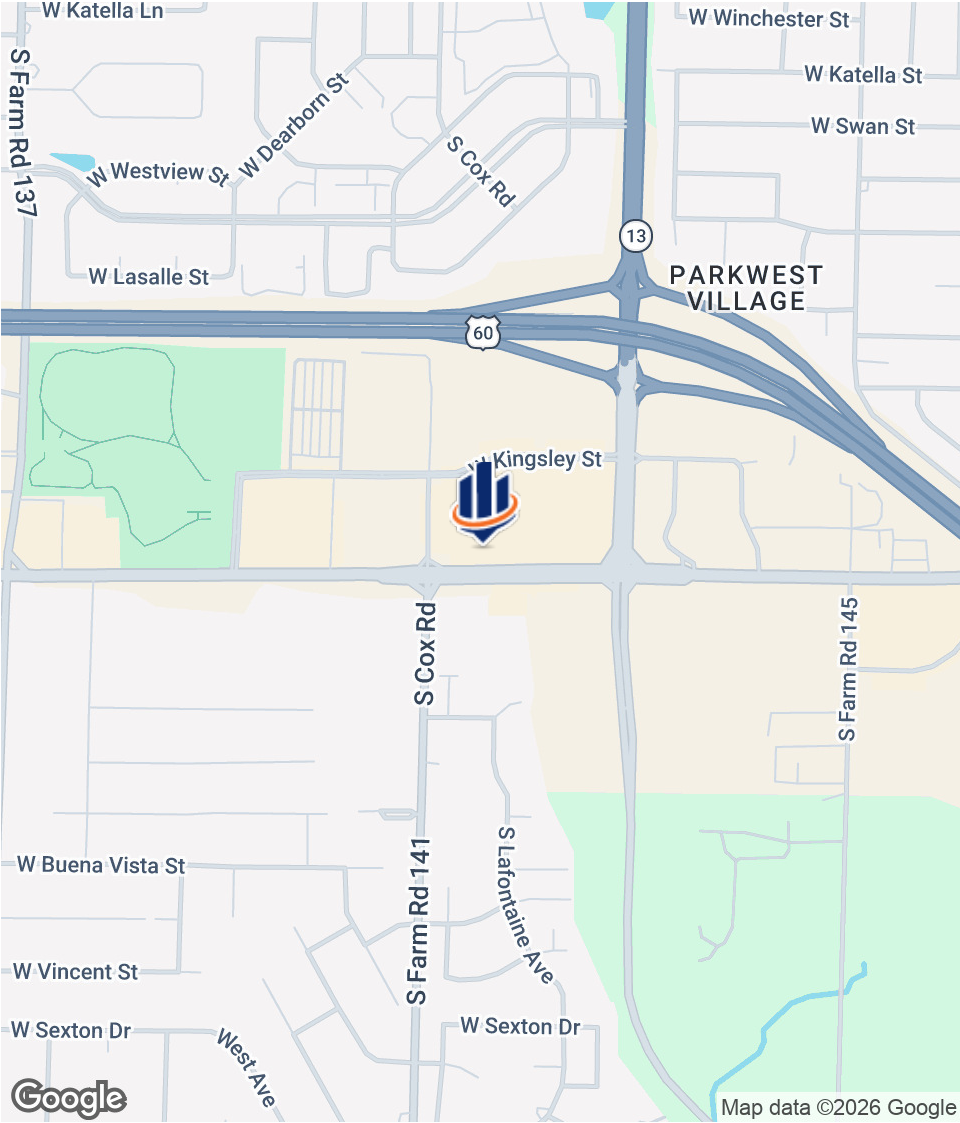 W Katella Ln
W Winchester St
S Farm Rd 137
W Katella St
W Dearborn St
W Swan St
W Westview St
S Cox Rd
13
W Lasalle St
PARKWEST
VILLAGE
60
W Kingsley St
S Cox Rd
S Farm Rd 145
S Lafontaine Ave
W Buena Vista St
S Farm Rd 141
W Vincent St
W Sexton Dr
W Sexton Dr
West Ave
Google
Map data ©2026 Google